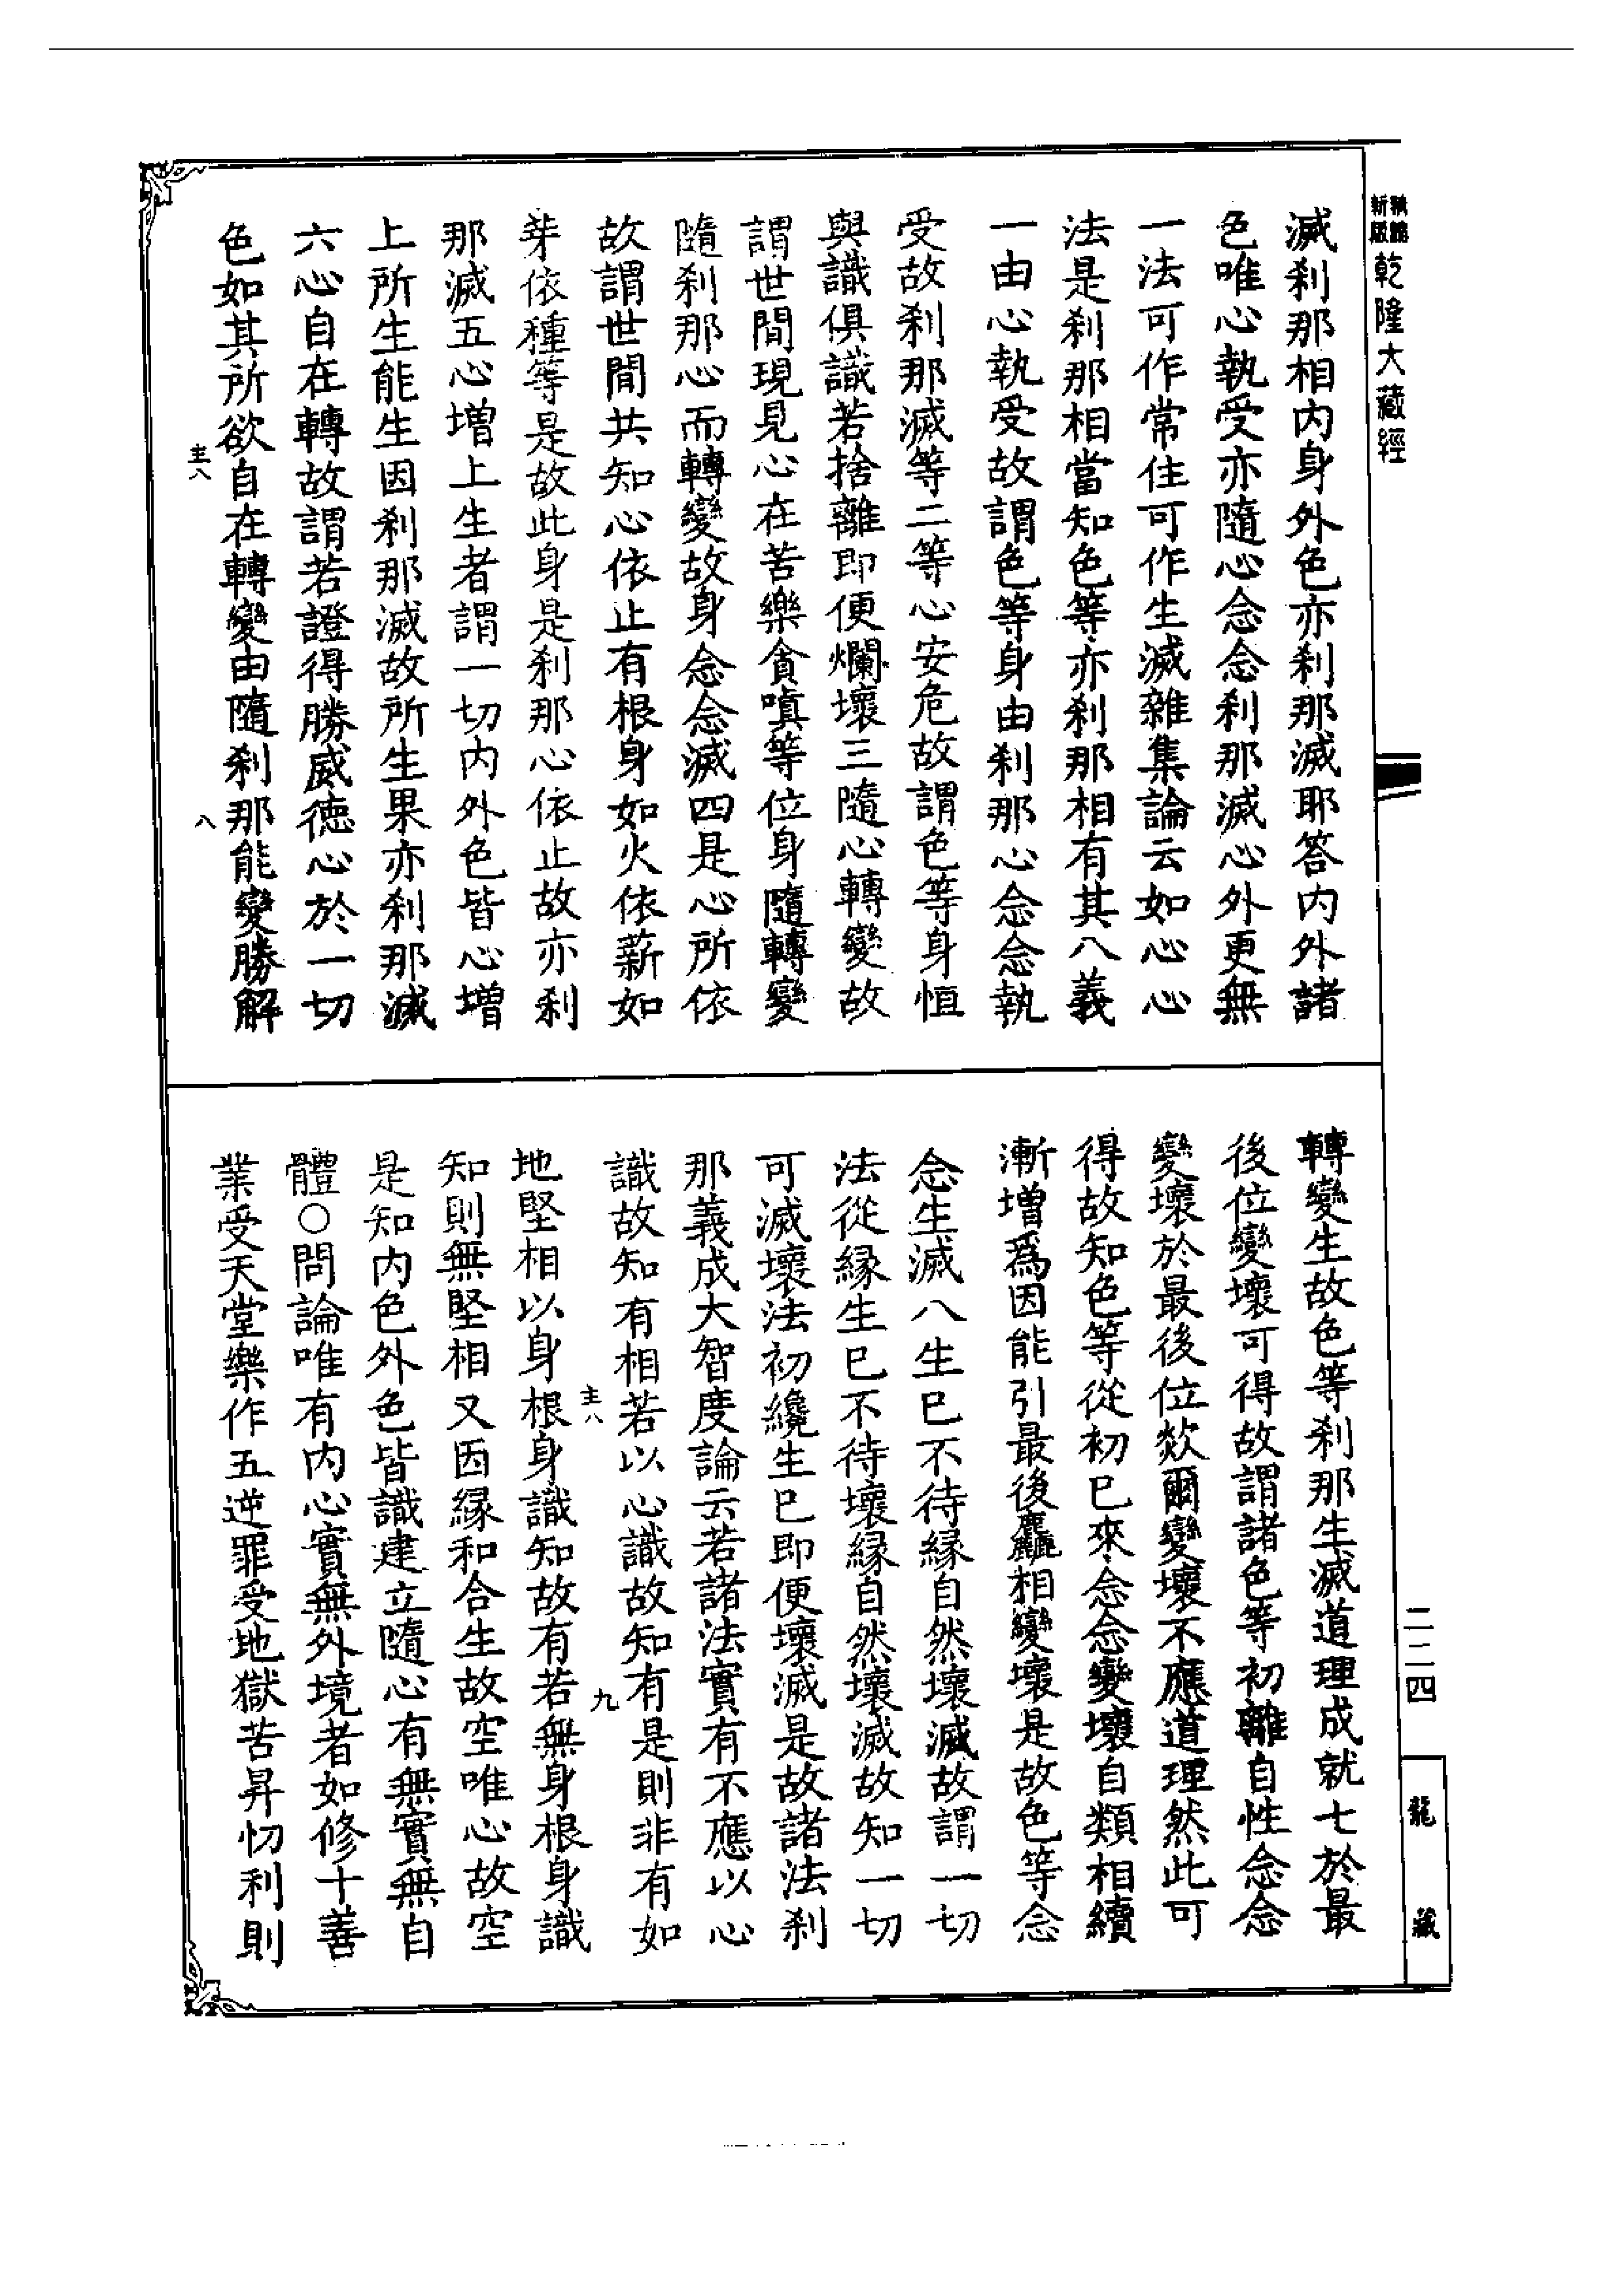 新版 乾隆大藏經
滅刹那相內身外色亦刹那滅耶答內外諸
色唯心執受亦隨心念念刹那滅心外更無
一法可作常住可作生滅雜集論云如心心
法是刹那相當知色等亦刹那相有其八義
一由心執受故謂色等身由刹那心念念執
受故刹那滅等二等心安危故謂色等身恒
與識俱識若捨離即便爛壞三隨心轉變故
謂世間現見心在苦樂貪嗔等位身隨轉變
隨刹那心而轉變故身念念滅四是心所依
故謂世間共知心依止有根身如火依薪如
芽依種等是故此身是刹那心依止故亦刹
那滅五心增上生者謂一切內外色皆心增
上所生能生因刹那滅故所生果亦刹那滅
六心自在轉故謂若證得勝威德心於一切
色如其所欲自在轉變由隨刹那能變勝解
主八 八
轉變生故色等刹那生滅道理成就七於最
後位變壞可得故謂諸色等初離自性念念
變壞於最後位欻爾變壞不應道理然此可
得故知色等從初已來念念變壞自類相續
漸增爲因能引最後麤相變壞是故色等念
念生滅八生已不待緣自然壞滅故謂一切
法從緣生已不待壞緣自然壞滅故知一切
可滅壞法初纔生已即便壞滅是故諸法刹
那義成大智度論云若諸法實有不應以心
識故知有相若以心識故知有是則非有如
主八 九
地堅相以身根身識知故有若無身根身識
知則無堅相又因緣和合生故空唯心故空
是知內色外色皆識建立隨心有無實無自
體○問論唯有內心實無外境者如修十善
業受天堂樂作五逆罪受地獄苦昇忉利則
二二四
龍藏